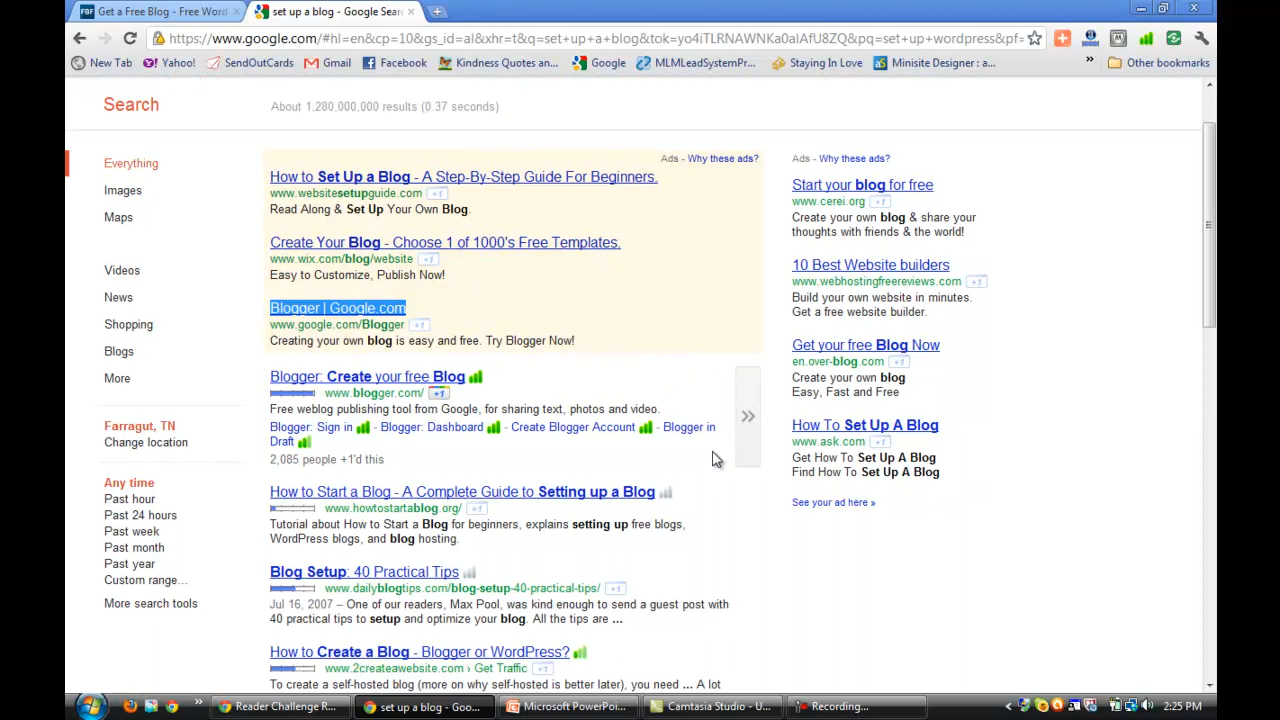 Get a Free Blog - Free Word
set up a blog - Google Sear
https://www.google.com/#hl=en&cp=10&gs_id=al&xhr=t&q=set+up+a+blog&tok=yo4iTLRNAWNKa0alAfU8ZQ&pq=set+up+wordpress&pf=
New Tab Yahoo! SendOutCards Gmail Facebook Kindness Quotes an... Google MLMLeadSystemPr... Staying In Love Minisite Designer : a... » Other bookmarks
Search
About 1,280,000,000 results (0.37 seconds)
Everything
Images
Maps
Videos
News
Shopping
Blogs
More
Farragut, TN
Change location
Any time
Past hour
Past 24 hours
Past week
Past month
Past year
Custom range...
More search tools
Ads - Why these ads?
How to Set Up a Blog - A Step-By-Step Guide For Beginners.
www.websitesetupguide.com +1
Read Along & Set Up Your Own Blog.
Create Your Blog - Choose 1 of 1000's Free Templates.
www.wix.com/blog/website +1
Easy to Customize, Publish Now!
Blogger | Google.com
www.google.com/Blogger +1
Creating your own blog is easy and free. Try Blogger Now!
Blogger: Create your free Blog
www.blogger.com/ +1
Free weblog publishing tool from Google, for sharing text, photos and video.
Blogger: Sign in - Blogger: Dashboard - Create Blogger Account - Blogger in
Draft
2,085 people +1'd this
»
How to Start a Blog - A Complete Guide to Setting up a Blog
www.howtostartablog.org/ +1
Tutorial about How to Start a Blog for beginners, explains setting up free blogs,
WordPress blogs, and blog hosting.
Blog Setup: 40 Practical Tips
www.dailyblogtips.com/blog-setup-40-practical-tips/ +1
Jul 16, 2007 – One of our readers, Max Pool, was kind enough to send a guest post with
40 practical tips to setup and optimize your blog. All the tips are ...
How to Create a Blog - Blogger or WordPress?
www.2createawebsite.com › Get Traffic +1
To create a self-hosted blog (more on why self-hosted is better later), you need ... A lot
Ads - Why these ads?
Start your blog for free
www.cerei.org +1
Create your own blog & share your
thoughts with friends & the world!
10 Best Website builders
www.webhostingfreereviews.com +1
Build your own website in minutes.
Get a free website builder.
Get your free Blog Now
en.over-blog.com +1
Create your own blog
Easy, Fast and Free
How To Set Up A Blog
www.ask.com +1
Get How To Set Up A Blog
Find How To Set Up A Blog
See your ad here »
» Reader Challenge R... set up a blog - Goo... Microsoft PowerPoi... Camtasia Studio - U... Recording... 2:25 PM